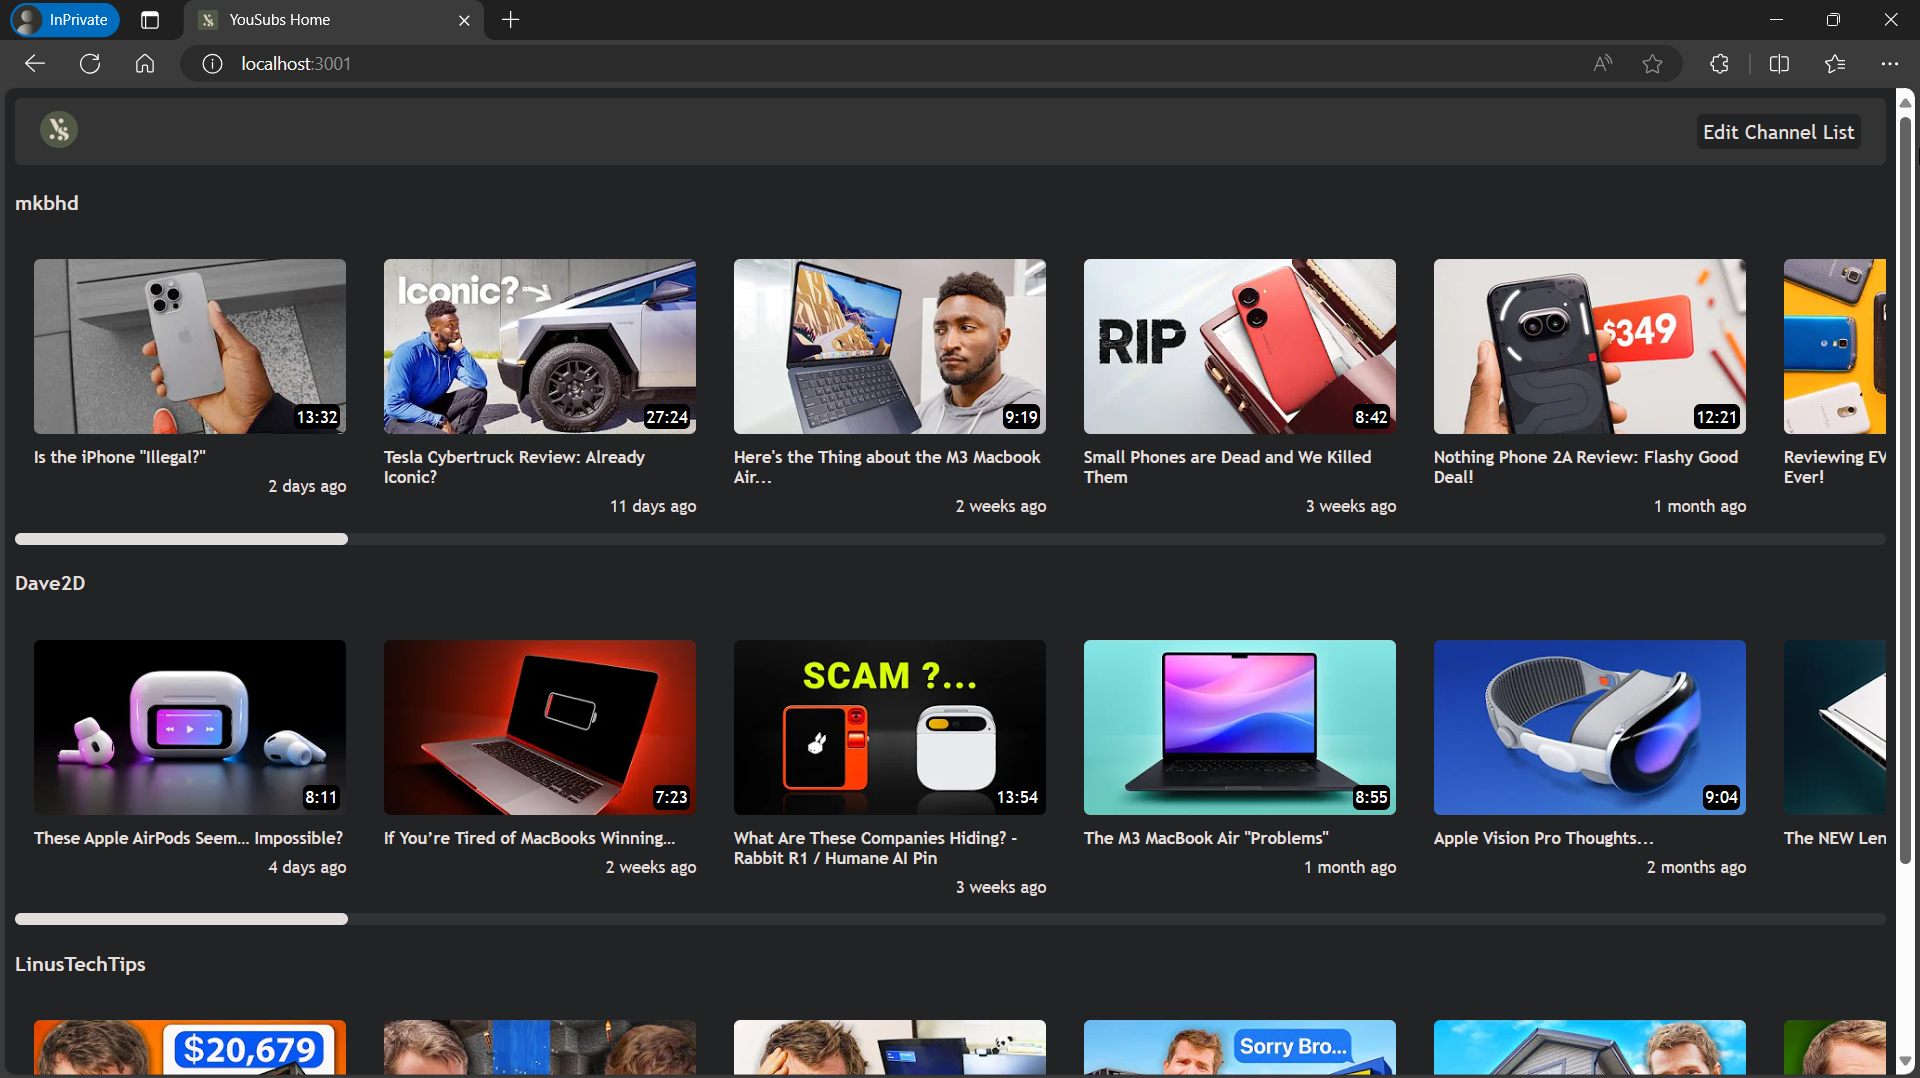 InPrivate
YouSubs Home
localhost:3001
Edit Channel List
mkbhd
13:32
Iconic?
27:24
9:19
RIP
8:42
$349
12:21
Is the iPhone "Illegal?"
2 days ago
Tesla Cybertruck Review: Already
Iconic?
11 days ago
Here's the Thing about the M3 Macbook
Air...
2 weeks ago
Small Phones are Dead and We Killed
Them
3 weeks ago
Nothing Phone 2A Review: Flashy Good
Deal!
1 month ago
Reviewing EV
Ever!
Dave2D
8:11
7:23
SCAM ?...
13:54
8:55
9:04
These Apple AirPods Seem... Impossible?
4 days ago
If You’re Tired of MacBooks Winning...
2 weeks ago
What Are These Companies Hiding? -
Rabbit R1 / Humane AI Pin
3 weeks ago
The M3 MacBook Air "Problems"
1 month ago
Apple Vision Pro Thoughts...
2 months ago
The NEW Len
LinusTechTips
$20,679
Sorry Bro...